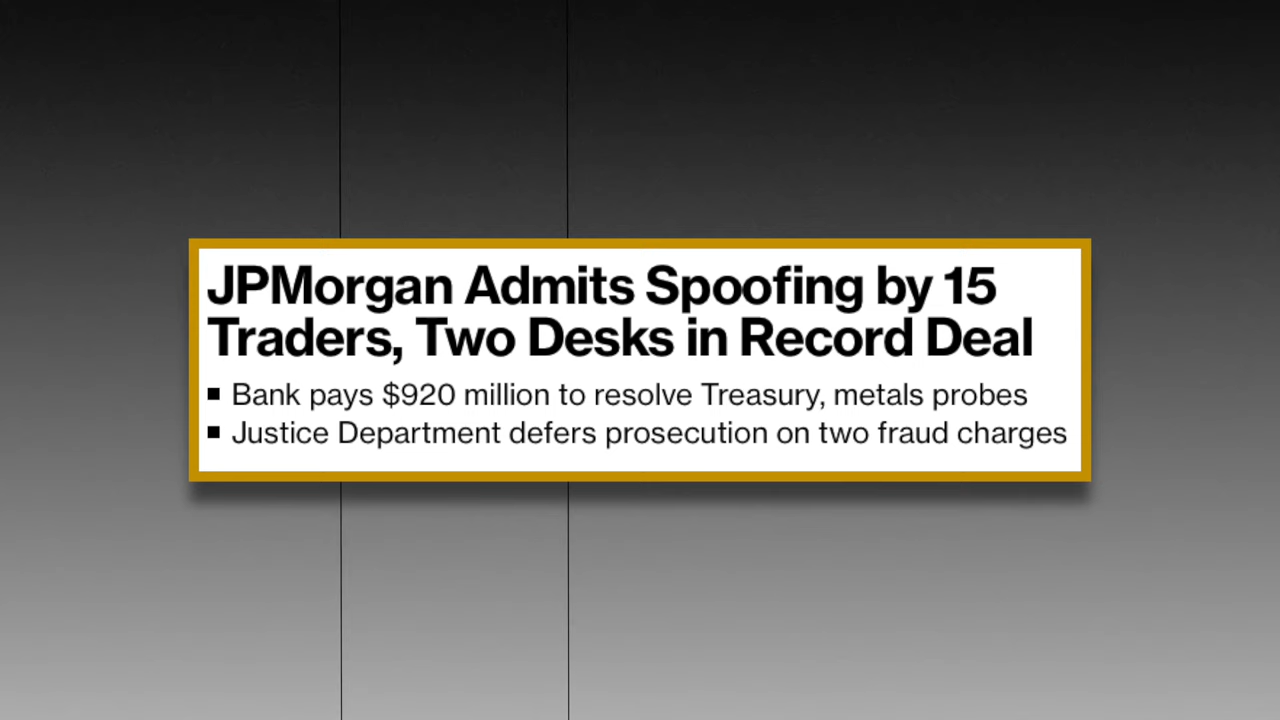 JPMorgan Admits Spoofing by 15
Traders, Two Desks in Record Deal
▪ Bank pays $920 million to resolve Treasury, metals probes
▪ Justice Department defers prosecution on two fraud charges